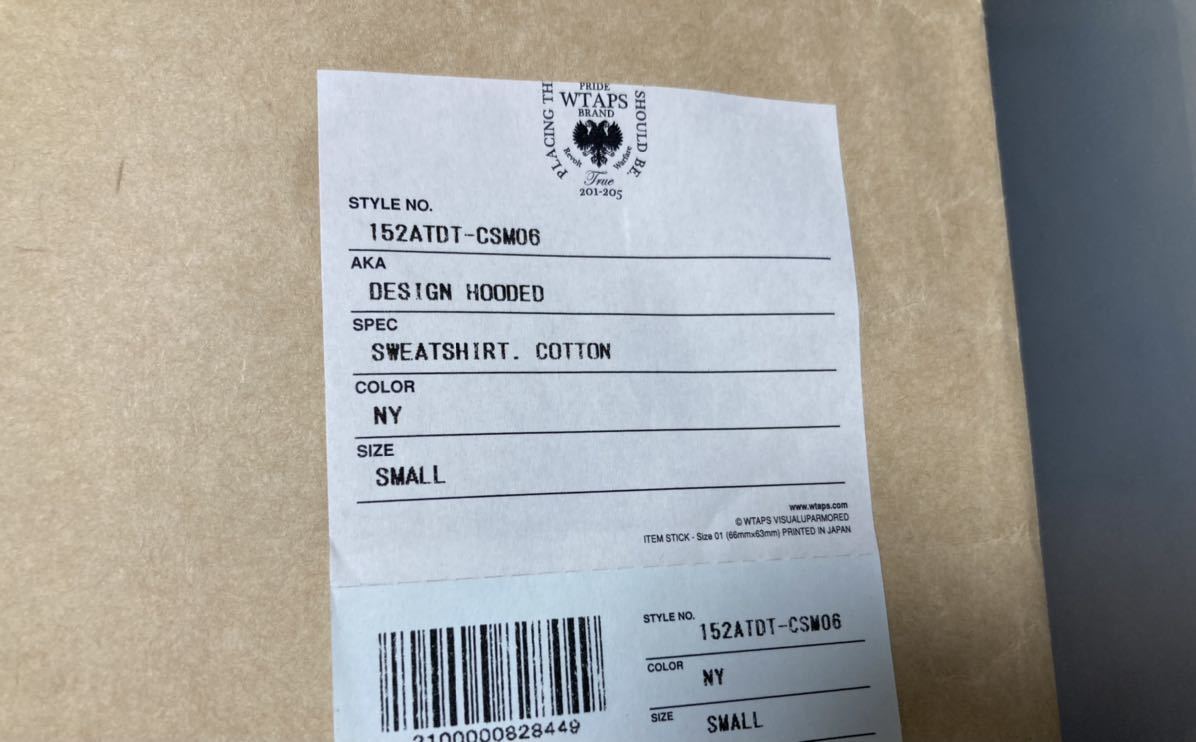 PRIDE
WTAPS
BRAND
PLACING TH
SHOULD BE.
Revolt Warfare
True
201-205
STYLE NO.
152ATDT-CSM06
AKA
DESIGN HOODED
SPEC
SWEATSHIRT. COTTON
COLOR
NY
SIZE
SMALL
www.wtaps.com
© WTAPS VISUALUPARMORED
ITEM STICK - Size 01 (66mmx63mm) PRINTED IN JAPAN
STYLE NO. 152ATDT-CSM06
COLOR
NY
SIZE SMALL
2100000828449